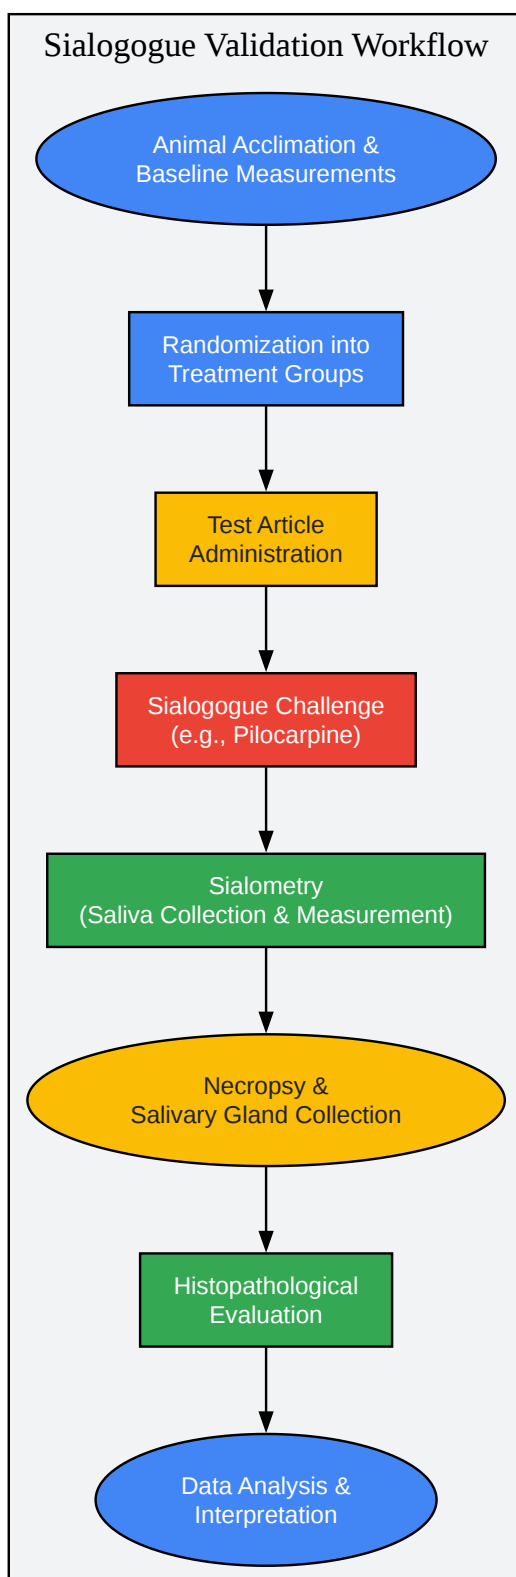 Sialogogue Validation Workflow
Animal Acclimation &
Baseline Measurements
Randomization into
Treatment Groups
Test Article
Administration
Sialogogue Challenge
(e.g., Pilocarpine)
Sialometry
(Saliva Collection & Measurement)
Necropsy &
Salivary Gland Collection
Histopathological
Evaluation
Data Analysis &
Interpretation